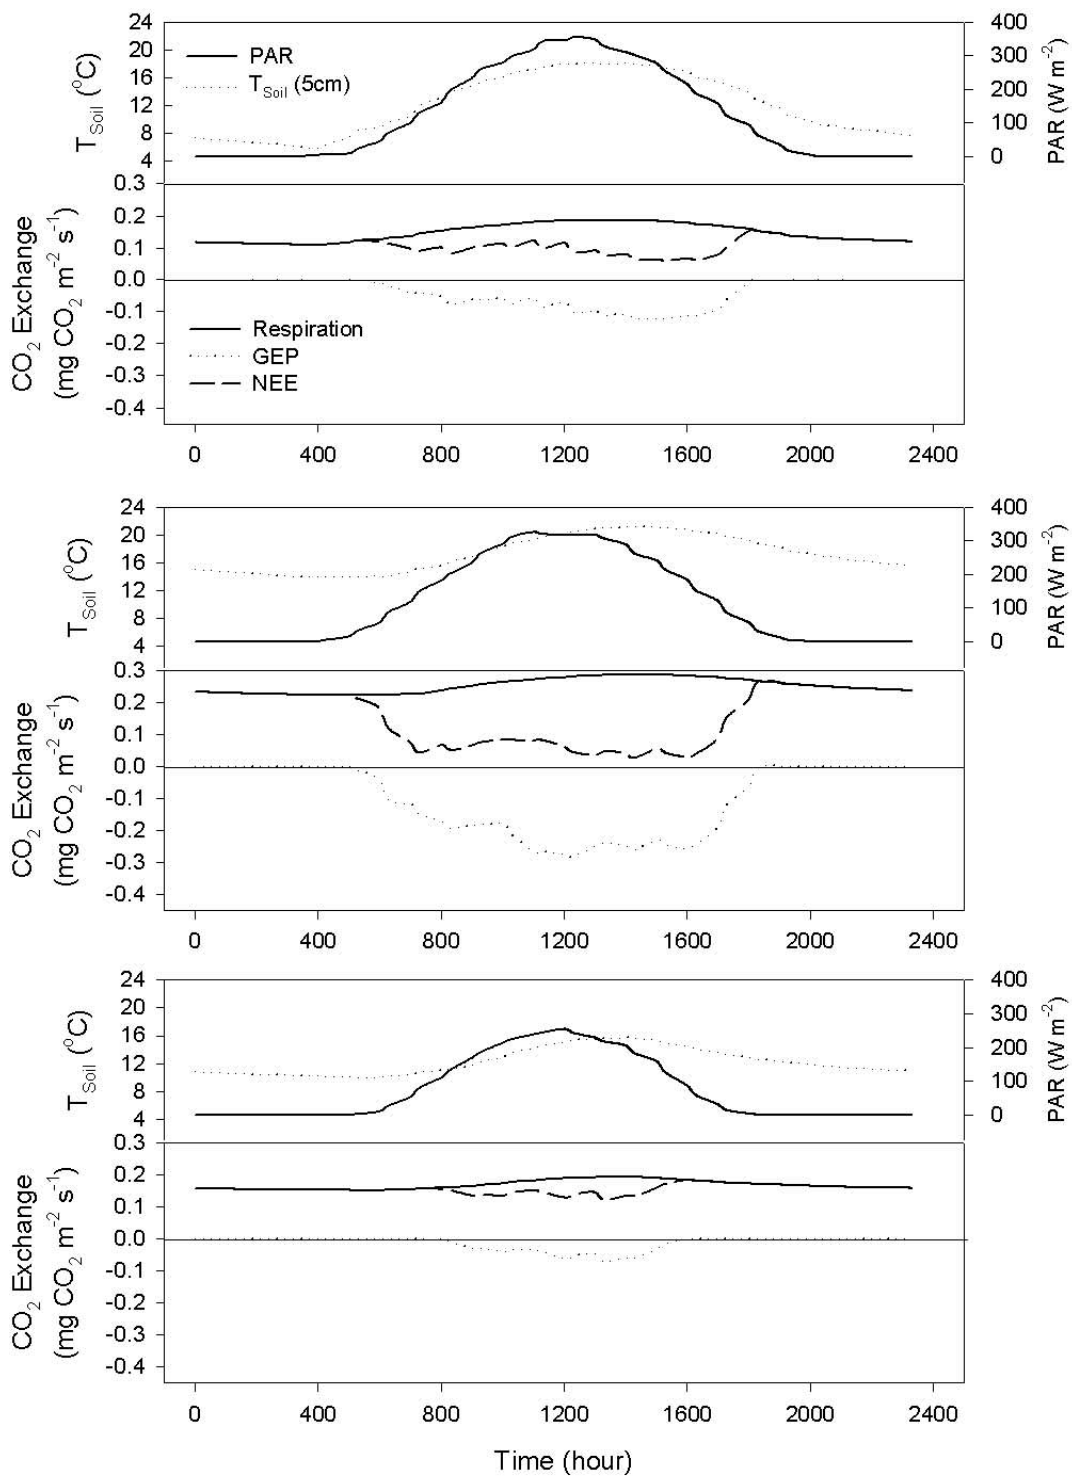 24
20
16
12
8
4
T_Soil (°C)
PAR
T_Soil (5cm)
400
300
200
100
0
PAR (W m⁻²)
0.3
0.2
0.1
0.0
-0.1
-0.2
-0.3
-0.4
CO₂ Exchange
(mg CO₂ m⁻² s⁻¹)
Respiration
GEP
NEE
0 400 800 1200 1600 2000 2400
24
20
16
12
8
4
T_Soil (°C)
400
300
200
100
0
PAR (W m⁻²)
0.3
0.2
0.1
0.0
-0.1
-0.2
-0.3
-0.4
CO₂ Exchange
(mg CO₂ m⁻² s⁻¹)
0 400 800 1200 1600 2000 2400
24
20
16
12
8
4
T_Soil (°C)
400
300
200
100
0
PAR (W m⁻²)
0.3
0.2
0.1
0.0
-0.1
-0.2
-0.3
-0.4
CO₂ Exchange
(mg CO₂ m⁻² s⁻¹)
0 400 800 1200 1600 2000 2400
Time (hour)